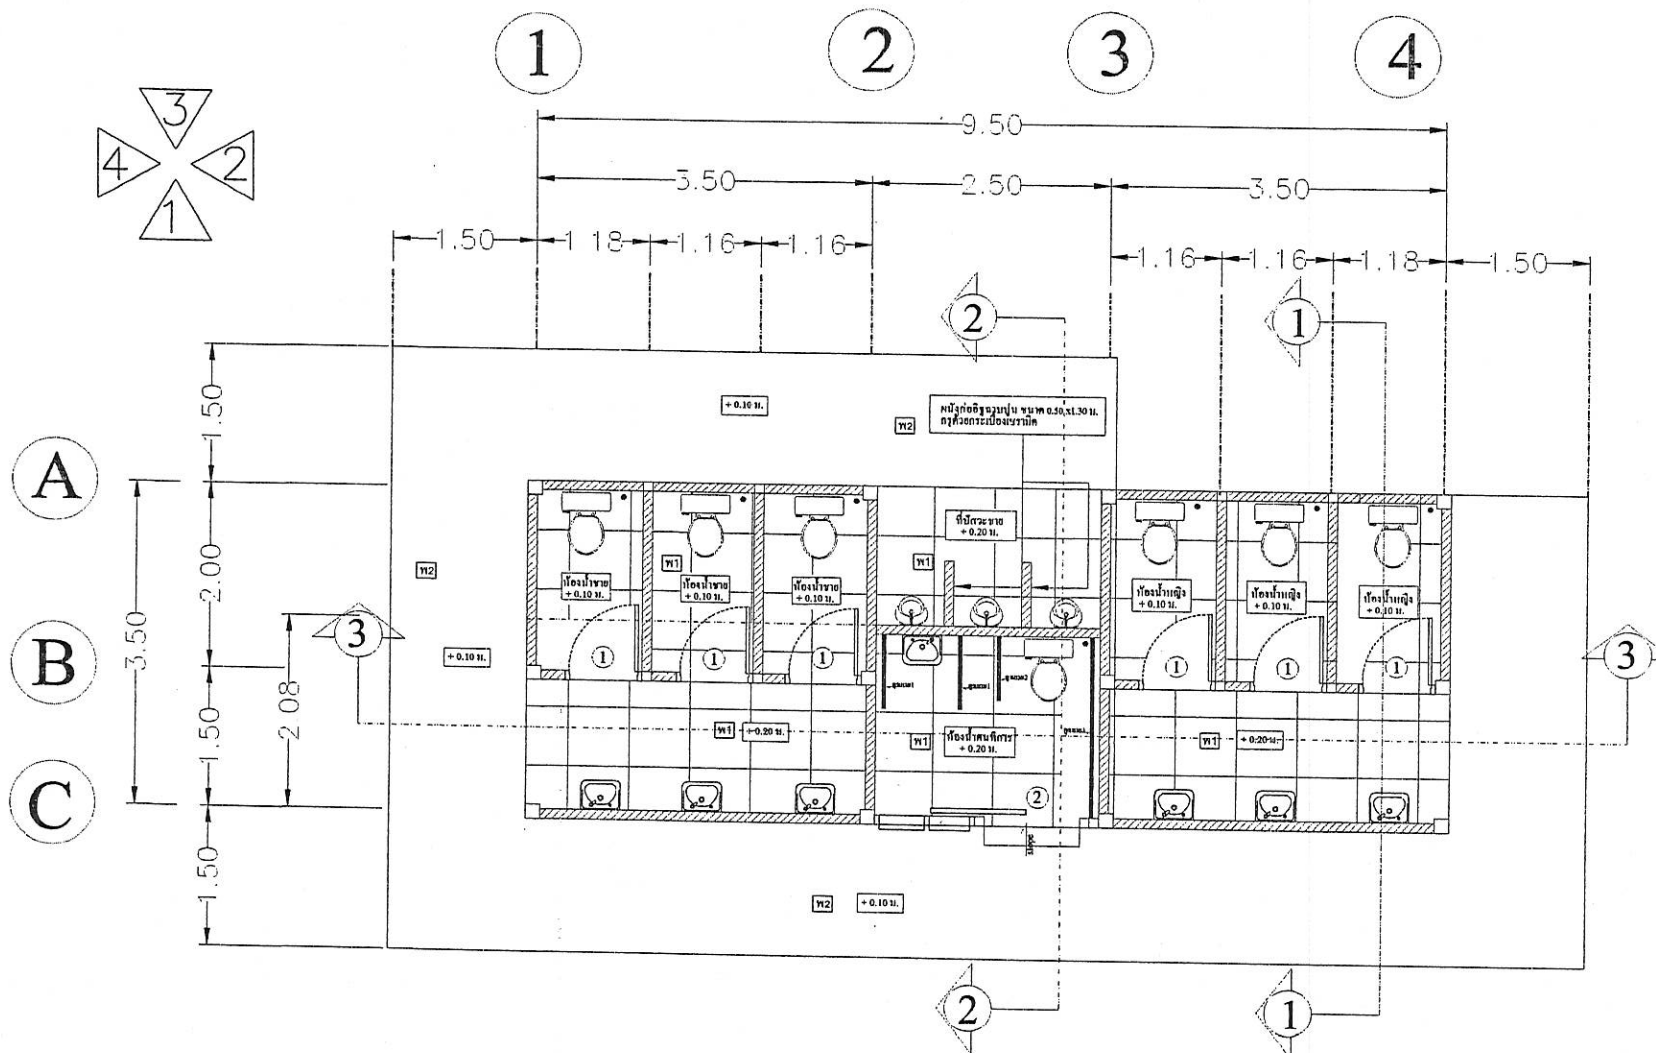 1
2
3
4
3
4
2
1
9.50
3.50
2.50
3.50
1.50
1.18
1.16
1.16
1.16
1.16
1.18
1.50
2
1
1.50
+ 0.10 ม.
พ2
ผนังก่ออิฐฉาบปูน ขนาด 0.50 x1.30 ม.
กรุด้วยกระเบื้องเซรามิค
A
ที่ปัสสาวะชาย
+ 0.20 ม.
2.00
พ2
พ1
พ1
ห้องน้ำชาย
+ 0.10 ม.
ห้องน้ำชาย
+ 0.10 ม.
ห้องน้ำชาย
+ 0.10 ม.
ห้องน้ำหญิง
+ 0.10 ม.
ห้องน้ำหญิง
+ 0.10 ม.
ห้องน้ำหญิง
+ 0.10 ม.
3.50
3
3
B
+ 0.10 ม.
1
1
1
1
1
1
2.08
1.50
พ1
+ 0.20 ม.
พ1
ห้องน้ำคนพิการ
+ 0.20 ม.
พ1
+ 0.20 ม.
C
2
slope
1.50
พ2
+ 0.10 ม.
2
1